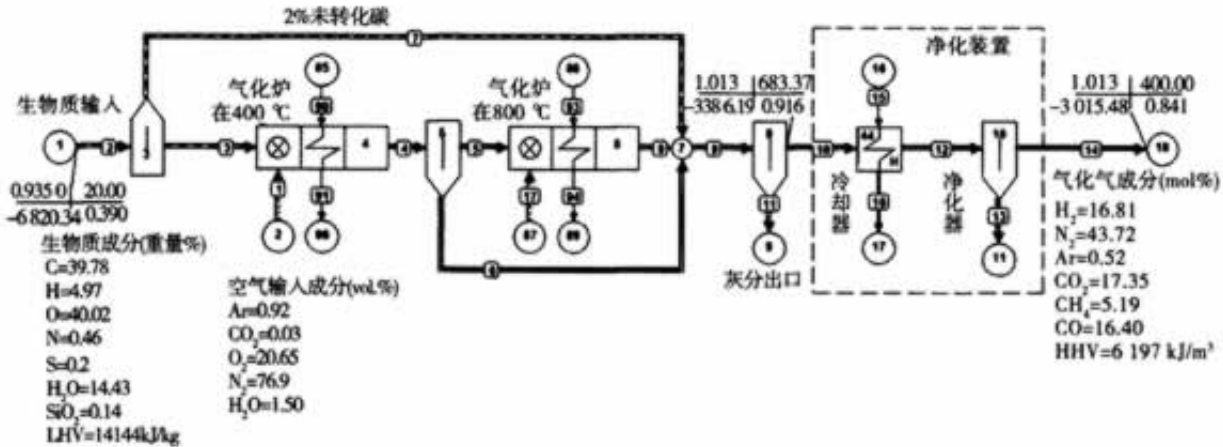 2%未转化碳
净化装置
生物质输入
气化炉
在400 ℃
气化炉
在800 ℃
1.013 683.37
-3386.19 0.916
1.013 400.00
-3 015.48 0.841
0.935 0 20.00
-6 820.34 0.390
冷却器
净化器
灰分出口
生物质成分(重量%)
C=39.78
H=4.97
O=40.02
N=0.46
S=0.2
H₂O=14.43
SiO₂=0.14
LHV=14144kJ/kg
空气输入成分(vol.%)
Ar=0.92
CO₂=0.03
O₂=20.65
N₂=76.9
H₂O=1.50
气化气成分(mol%)
H₂=16.81
N₂=43.72
Ar=0.52
CO₂=17.35
CH₄=5.19
CO=16.40
HHV=6 197 kJ/m³